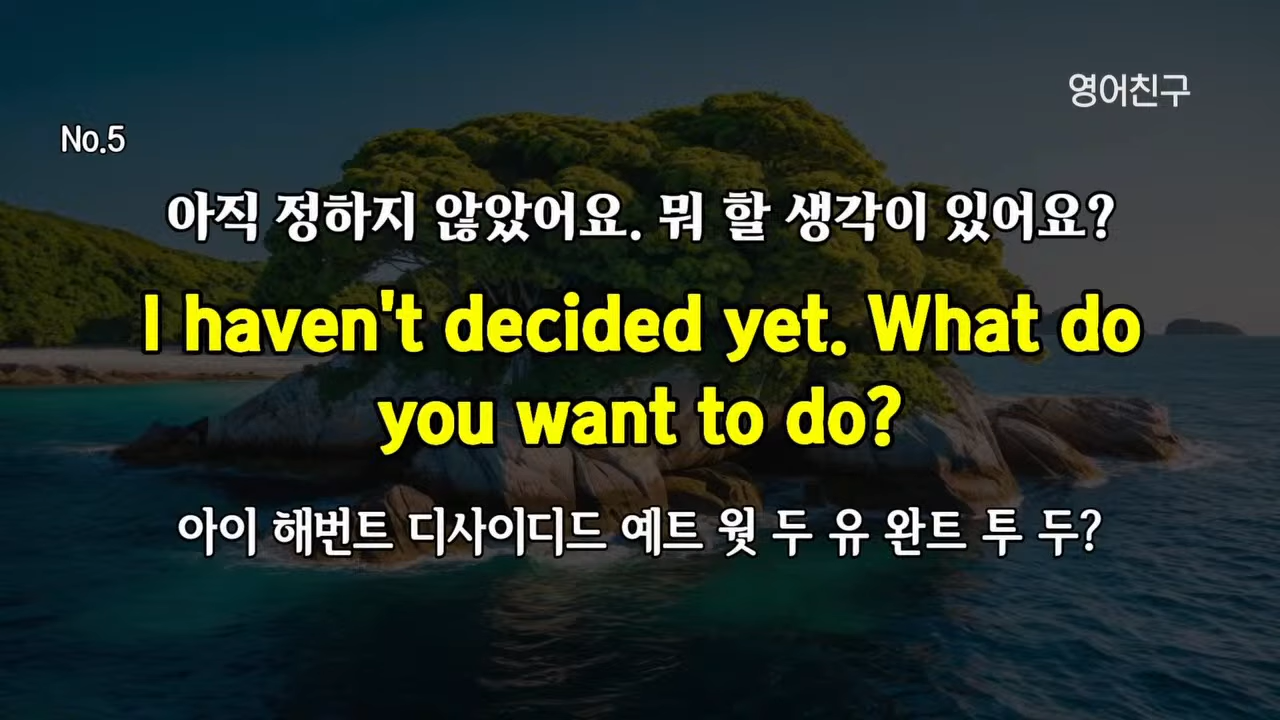 영어친구
No.5
아직 정하지 않았어요. 뭐 할 생각이 있어요?
I haven't decided yet. What do
you want to do?
아이 해번트 디사이디드 예트 웟 두 유 완트 투 두?